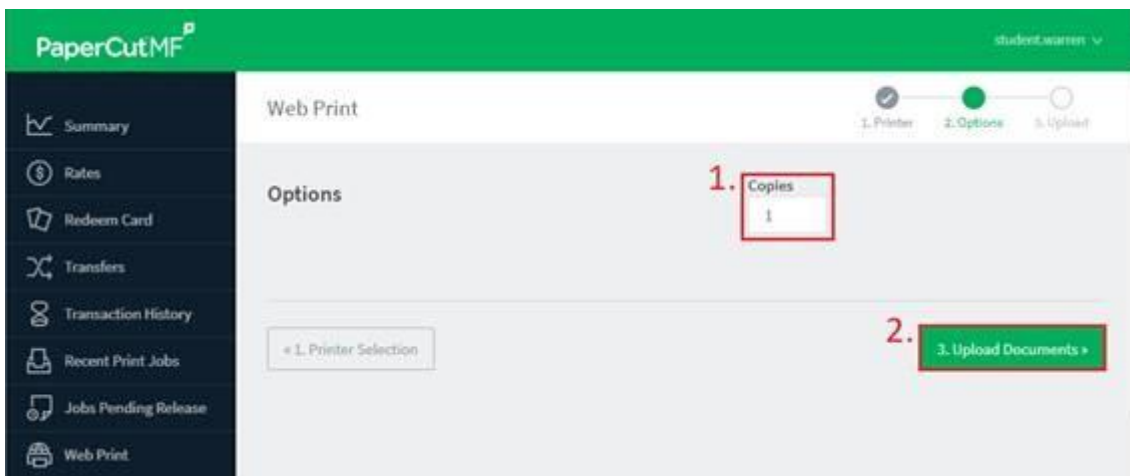 PaperCutMF
student.warren
Web Print
1. Printer
2. Options
3. Upload
Summary
Rates
Redeem Card
Transfers
Transaction History
Recent Print Jobs
Jobs Pending Release
Web Print
Options
1.
Copies
1
« 1. Printer Selection
2.
3. Upload Documents »